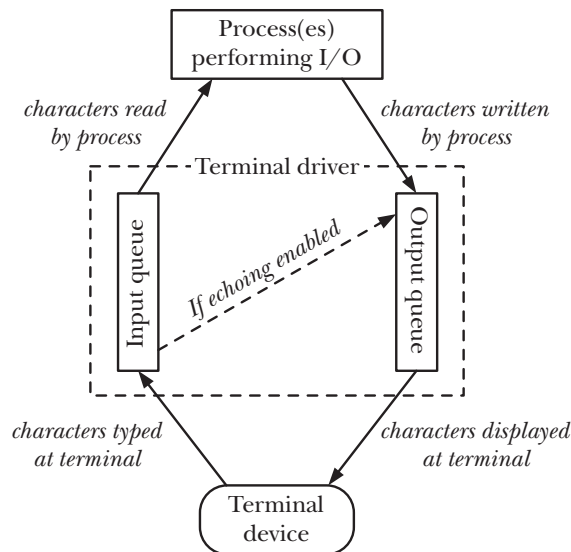 Process(es)
performing I/O
characters read
by process
characters written
by process
Terminal driver
Input queue
If echoing enabled
Output queue
characters typed
at terminal
characters displayed
at terminal
Terminal
device